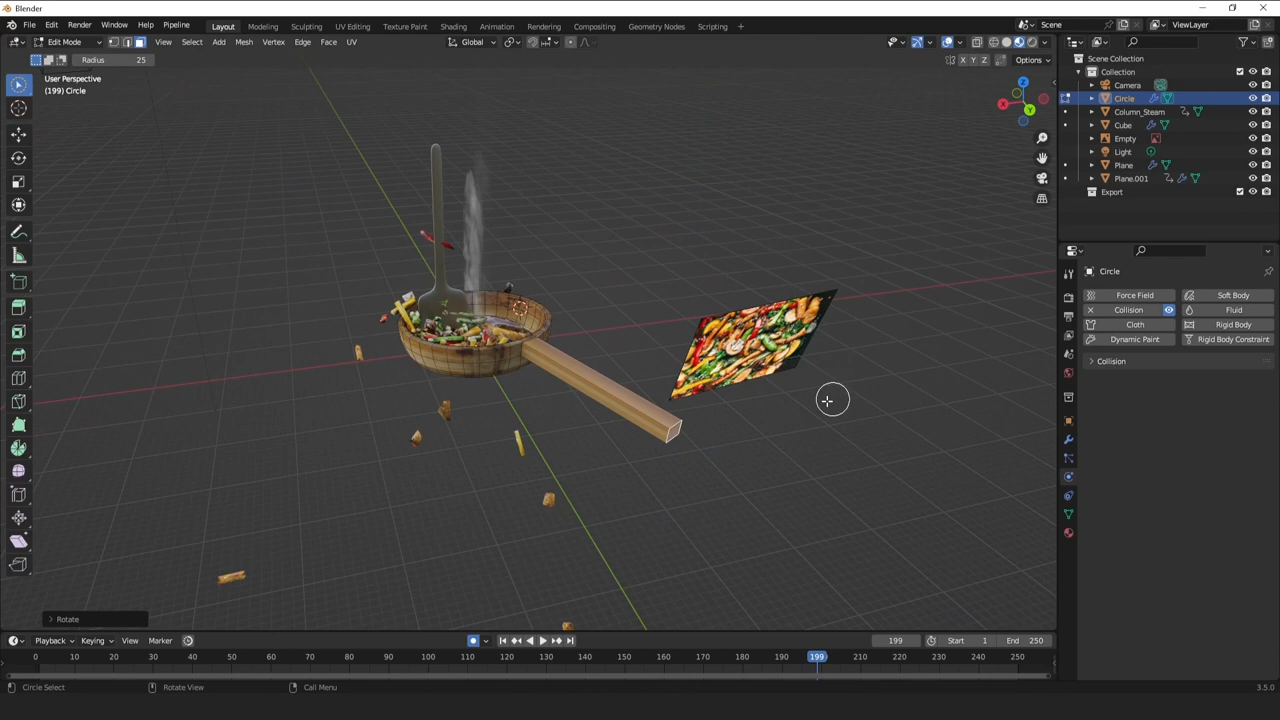 Blender
File Edit Render Window Help Pipeline
Layout Modeling Sculpting UV Editing Texture Paint Shading Animation Rendering Compositing Geometry Nodes Scripting +
Scene ViewLayer
Edit Mode View Select Add Mesh Vertex Edge Face UV Global
Radius 25
X Y Z Options
User Perspective
(199) Circle
Z
X
Y
Scene Collection
Collection
Camera
Circle
Column_Steam
Cube
Empty
Light
Plane
Plane.001
Export
Circle
Force Field Soft Body
Collision Fluid
Cloth Rigid Body
Dynamic Paint Rigid Body Constraint
Collision
Rotate
Playback Keying View Marker 199 Start 1 End 250
0 10 20 30 40 50 60 70 80 90 100 110 120 130 140 150 160 170 180 190 199 210 220 230 240 250
Circle Select Rotate View Call Menu 3.5.0